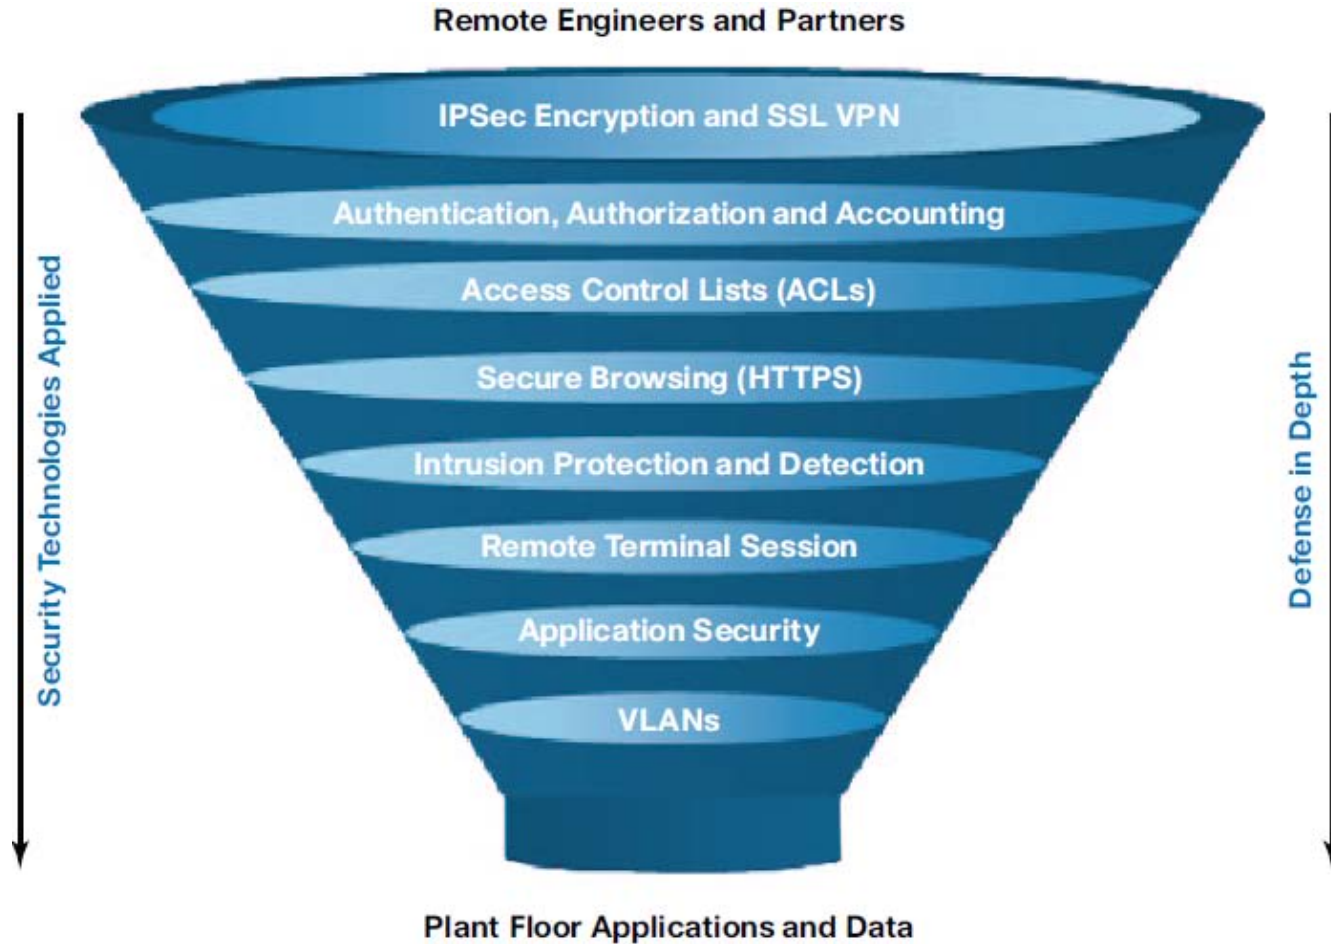 Remote Engineers and Partners
IPSec Encryption and SSL VPN
Authentication, Authorization and Accounting
Access Control Lists (ACLs)
Secure Browsing (HTTPS)
Intrusion Protection and Detection
Remote Terminal Session
Application Security
VLANs
Security Technologies Applied
Defense in Depth
Plant Floor Applications and Data